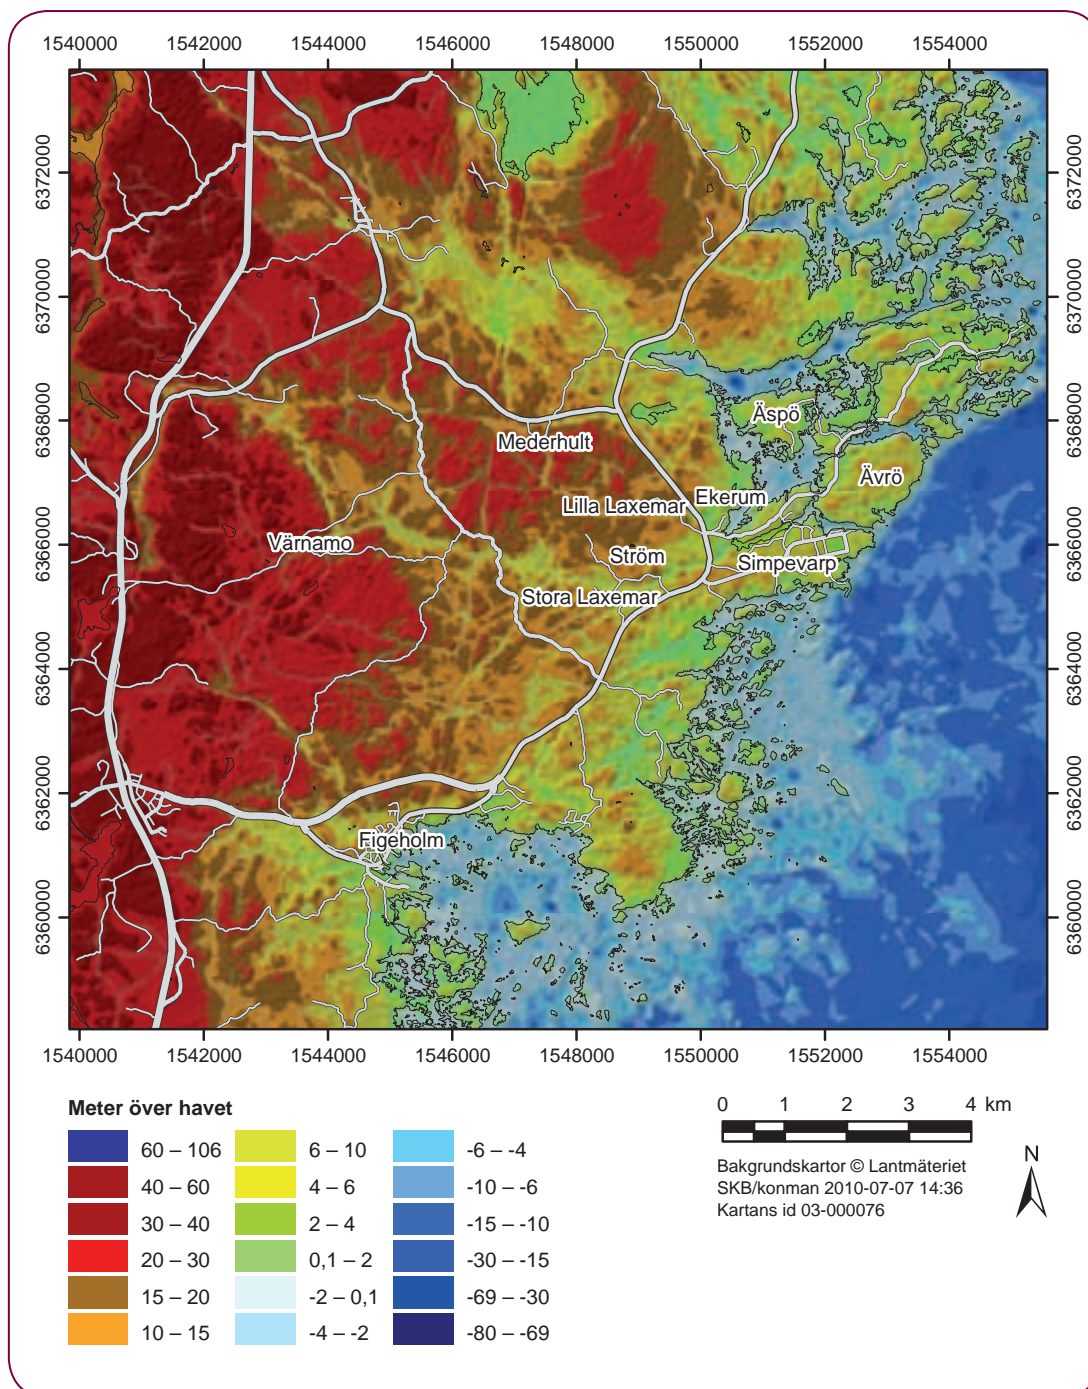 1540000 1542000 1544000 1546000 1548000 1550000 1552000 1554000
6372000
6370000
6368000
6366000
6364000
6362000
6360000
6372000
6370000
6368000
6366000
6364000
6362000
6360000
Äspö
Mederhult
Ävrö
Ekerum
Lilla Laxemar
Värnamo
Ström
Simpevarp
Stora Laxemar
Figeholm
1540000 1542000 1544000 1546000 1548000 1550000 1552000 1554000
Meter över havet
60 – 106
40 – 60
30 – 40
20 – 30
15 – 20
10 – 15
6 – 10
4 – 6
2 – 4
0,1 – 2
-2 – 0,1
-4 – -2
-6 – -4
-10 – -6
-15 – -10
-30 – -15
-69 – -30
-80 – -69
0 1 2 3 4 km
Bakgrundskartor © Lantmäteriet
SKB/konman 2010-07-07 14:36
Kartans id 03-000076
N